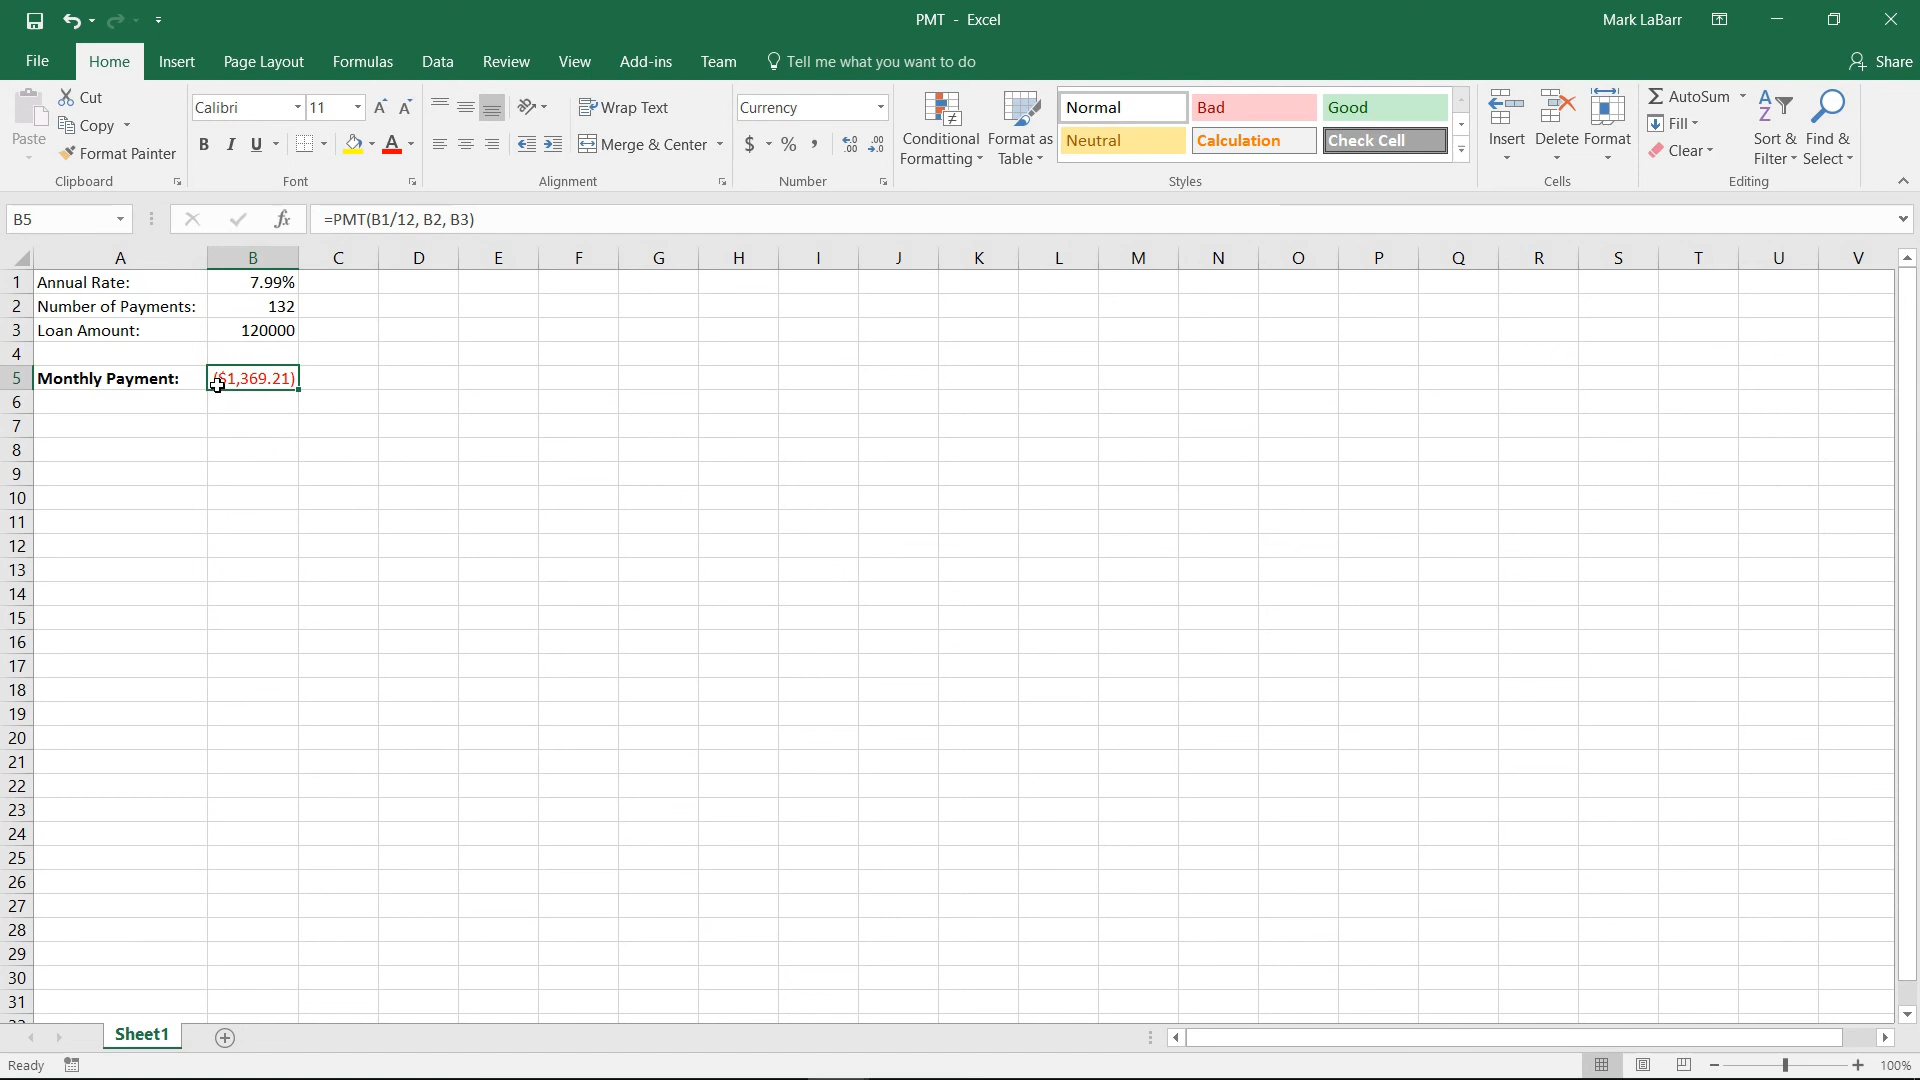 PMT - Excel
Mark LaBarr
File Home Insert Page Layout Formulas Data Review View Add-ins Team Tell me what you want to do Share
Paste
Cut
Copy
Format Painter
Clipboard
Calibri 11
B I U
Font
Wrap Text
Merge & Center
Alignment
Currency
$ % ,
Number
Conditional Formatting
Format as Table
Normal Bad Good
Neutral Calculation Check Cell
Styles
Insert Delete Format
Cells
AutoSum
Fill
Clear
Sort & Filter
Find & Select
Editing
B5 fx =PMT(B1/12, B2, B3)
A B C D E F G H I J K L M N O P Q R S T U V
1 Annual Rate: 7.99%
2 Number of Payments: 132
3 Loan Amount: 120000
4
5 Monthly Payment: ($1,369.21)
6
7
8
9
10
11
12
13
14
15
16
17
18
19
20
21
22
23
24
25
26
27
28
29
30
31
Sheet1
Ready 100%